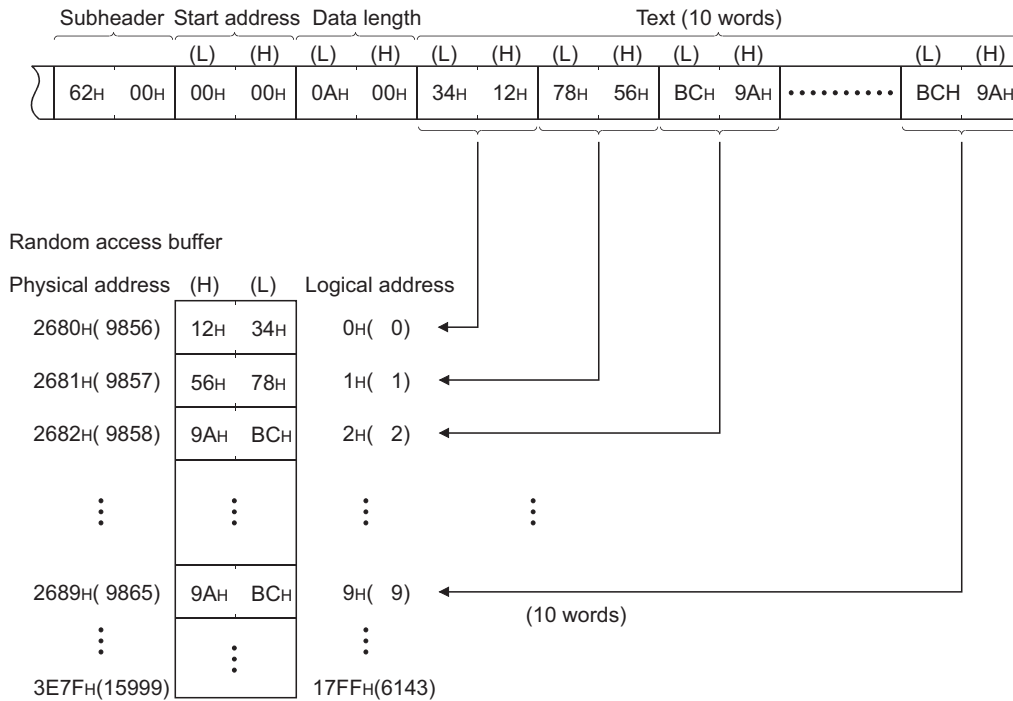 Subheader Start address Data length Text (10 words)
(L) (H) (L) (H) (L) (H) (L) (H) (L) (H) (L) (H)
62H 00H 00H 00H 0AH 00H 34H 12H 78H 56H BCH 9AH •••••••••• BCH 9AH
Random access buffer
Physical address (H) (L) Logical address
2680H( 9856) 12H 34H 0H( 0)
2681H( 9857) 56H 78H 1H( 1)
2682H( 9858) 9AH BCH 2H( 2)
2689H( 9865) 9AH BCH 9H( 9)
(10 words)
3E7FH(15999) 17FFH(6143)